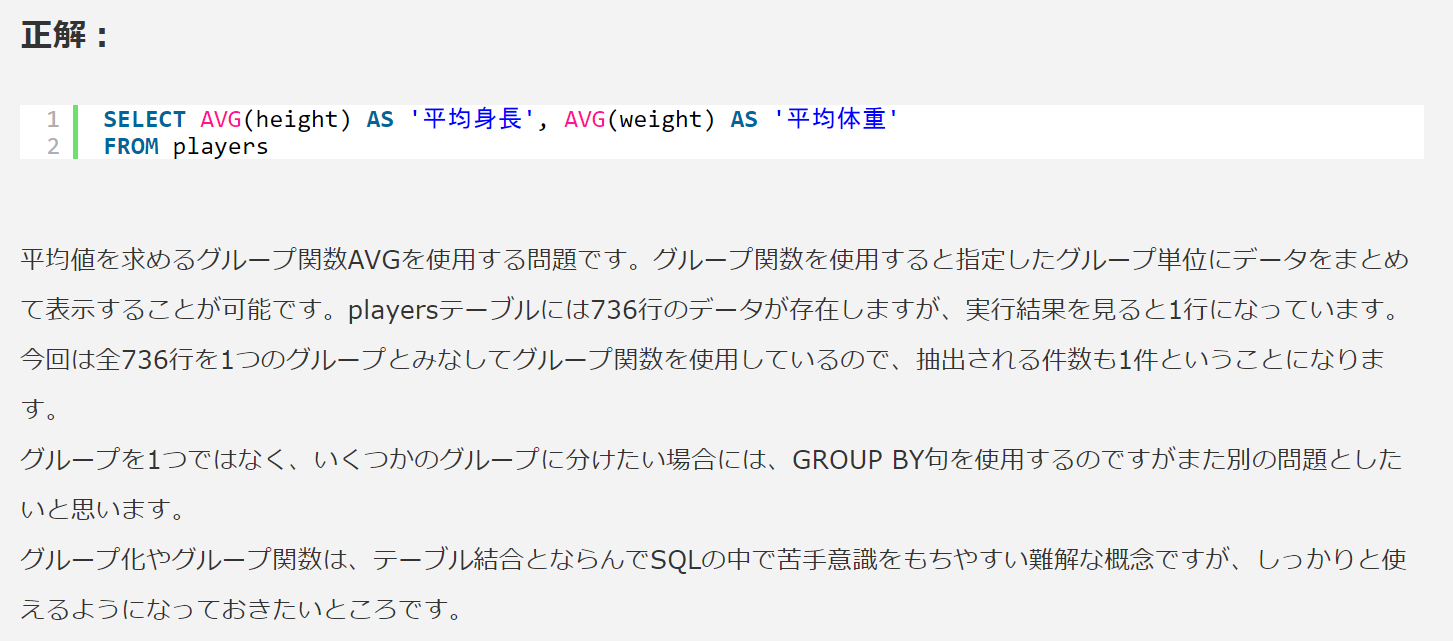 正解：
1 SELECT AVG(height) AS '平均身長', AVG(weight) AS '平均体重'
2 FROM players
平均値を求めるグループ関数AVGを使用する問題です。グループ関数を使用すると指定したグループ単位にデータをまとめ
て表示することが可能です。playersテーブルには736行のデータが存在しますが、実行結果を見ると1行になっています。
今回は全736行を1つのグループとみなしてグループ関数を使用しているので、抽出される件数も1件ということになりま
す。
グループを1つではなく、いくつかのグループに分けたい場合には、GROUP BY句を使用するのですがまた別の問題とした
いと思います。
グループ化やグループ関数は、テーブル結合とならんでSQLの中で苦手意識をもちやすい難解な概念ですが、しっかりと使
えるようになっておきたいところです。